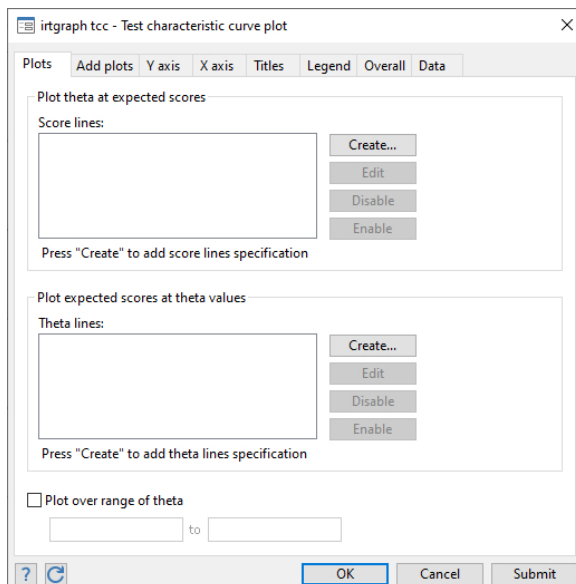 irtgraph tcc - Test characteristic curve plot
Plots Add plots Y axis X axis Titles Legend Overall Data
Plot theta at expected scores
Score lines:
Create...
Edit
Disable
Enable
Press "Create" to add score lines specification
Plot expected scores at theta values
Theta lines:
Create...
Edit
Disable
Enable
Press "Create" to add theta lines specification
Plot over range of theta
to
? OK Cancel Submit